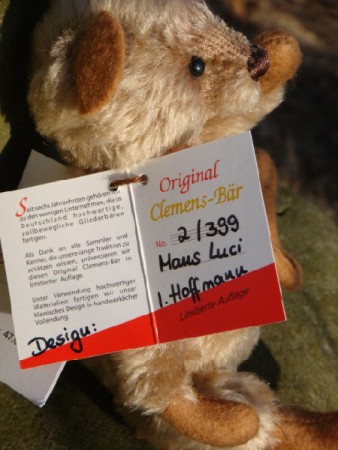 Seit sechs Jahrzehnten gehören wir
zu den wenigen Unternehmen, die in
Deutschland hochwertige,
vollbewegliche Gliederbären
fertigen.
Als Dank an alle Sammler und
Kenner, die unsere lange Tradition zu
schätzen wissen, präsentieren wir
diesen Original Clemens-Bär in
limitierter Auflage.
Unter Verwendung hochwertiger
Materialien fertigen wir unser
klassisches Design in handwerklicher
Vollendung.
Design:
Original
Clemens-Bär
No. 2/399
Maus Luci
I. Hoffmann
Limitierte Auflage